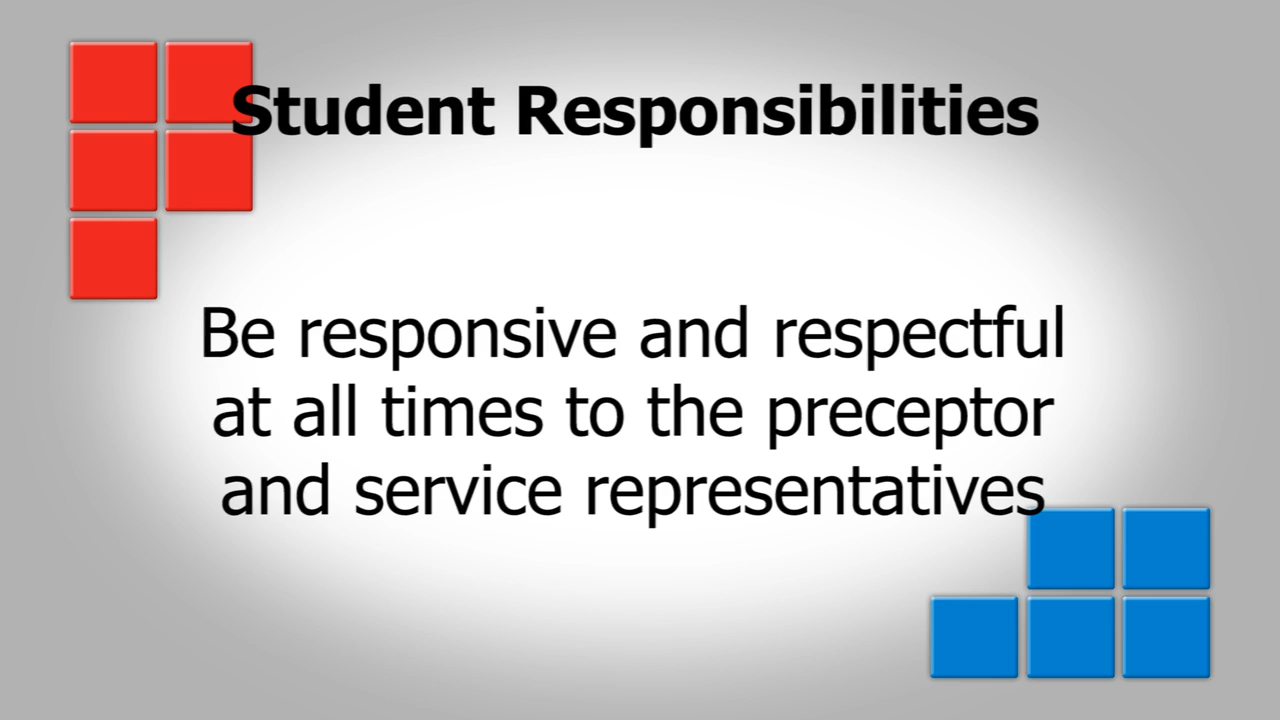 Student Responsibilities
Be responsive and respectful
at all times to the preceptor
and service representatives